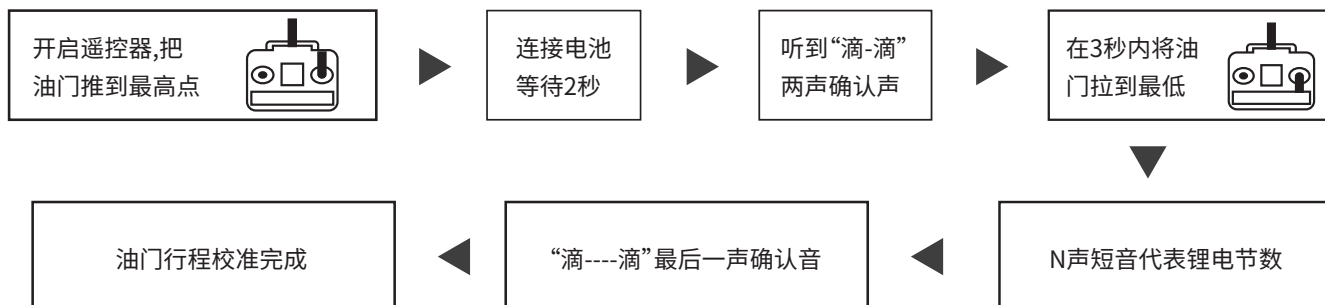 开启遥控器,把
油门推到最高点
连接电池
等待2秒
听到“滴-滴”
两声确认声
在3秒内将油
门拉到最低
N声短音代表锂电节数
“滴----滴”最后一声确认音
油门行程校准完成